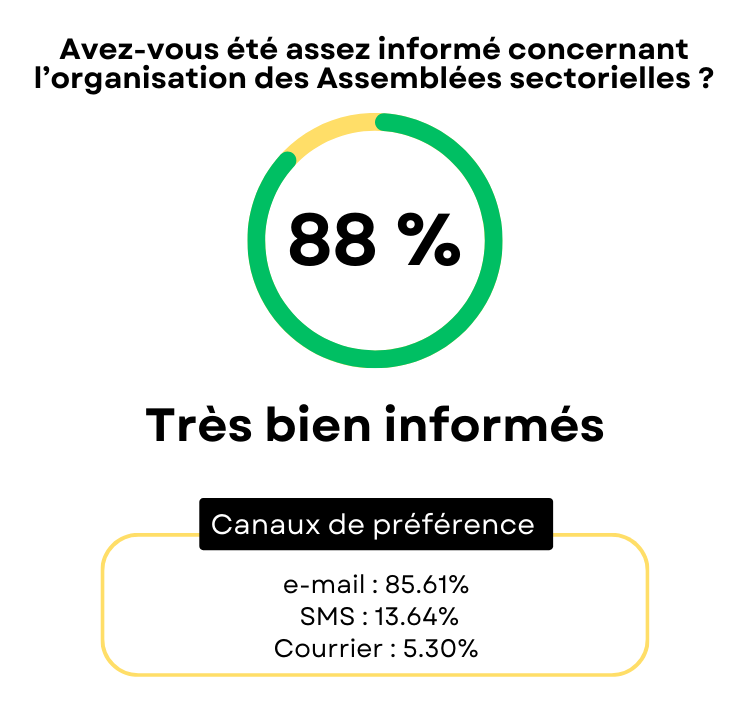 Avez-vous été assez informé concernant
l’organisation des Assemblées sectorielles ?
88 %
Très bien informés
Canaux de préférence
e-mail : 85.61%
SMS : 13.64%
Courrier : 5.30%